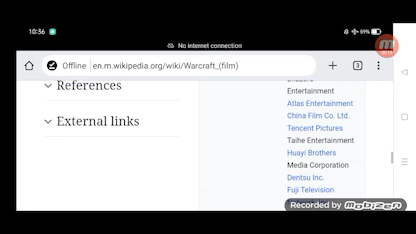 10:36
59%
No internet connection
Offline
en.m.wikipedia.org/wiki/Warcraft_(film)
3
References
External links
Entertainment
Atlas Entertainment
China Film Co. Ltd.
Tencent Pictures
Taihe Entertainment
Huayi Brothers
Media Corporation
Dentsu Inc.
Fuji Television
Recorded by Mobizen